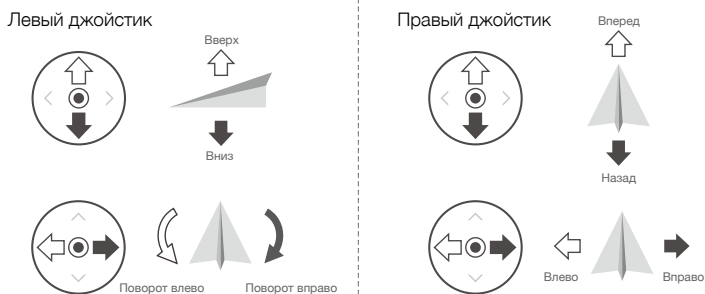 Левый джойстик
Вверх
Вниз
Поворот влево
Поворот вправо
Правый джойстик
Вперед
Назад
Влево
Вправо